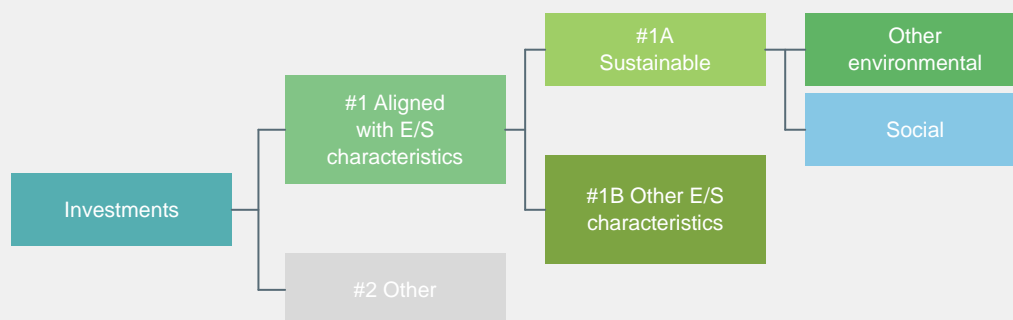 Investments
#1 Aligned
with E/S
characteristics
#2 Other
#1A
Sustainable
#1B Other E/S
characteristics
Other
environmental
Social